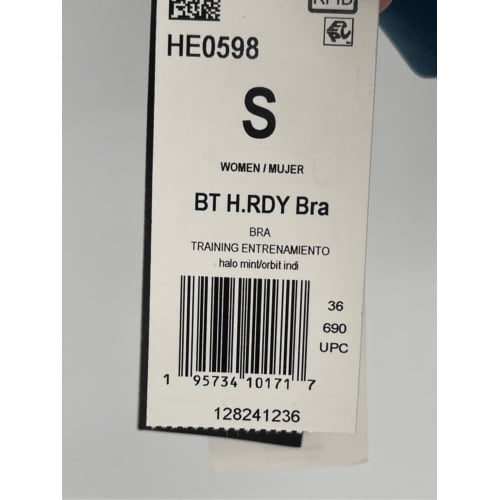 HE0598
S
WOMEN / MUJER
BT H.RDY Bra
BRA
TRAINING ENTRENAMIENTO
halo mint/orbit indi
36
690
UPC
1 95734 10171 7
128241236